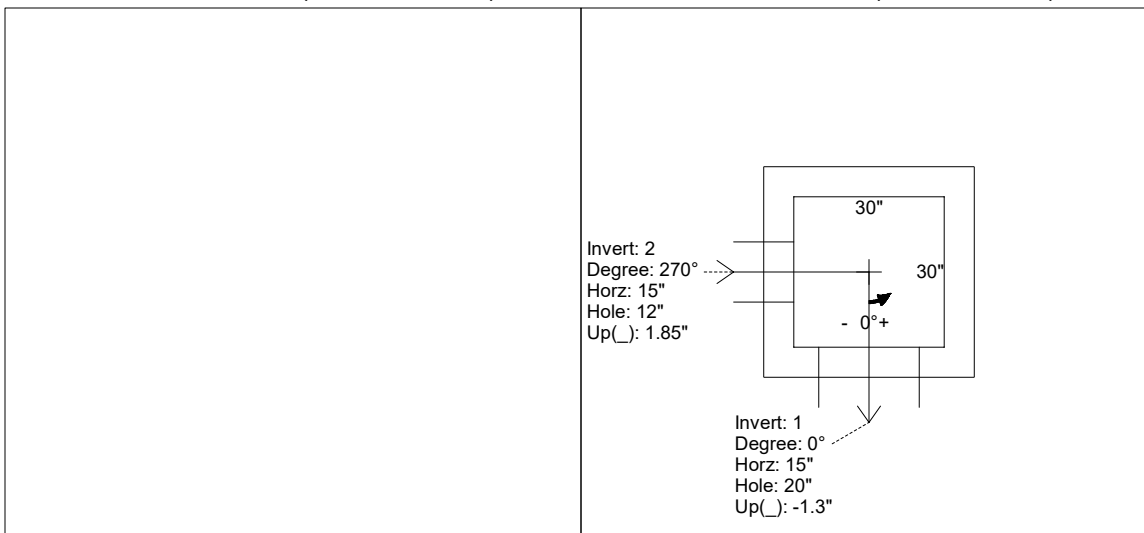 30"
Invert: 2
Degree: 270°
Horz: 15"
Hole: 12"
Up(_): 1.85"
30"
- 0°+
Invert: 1
Degree: 0°
Horz: 15"
Hole: 20"
Up(_): -1.3"